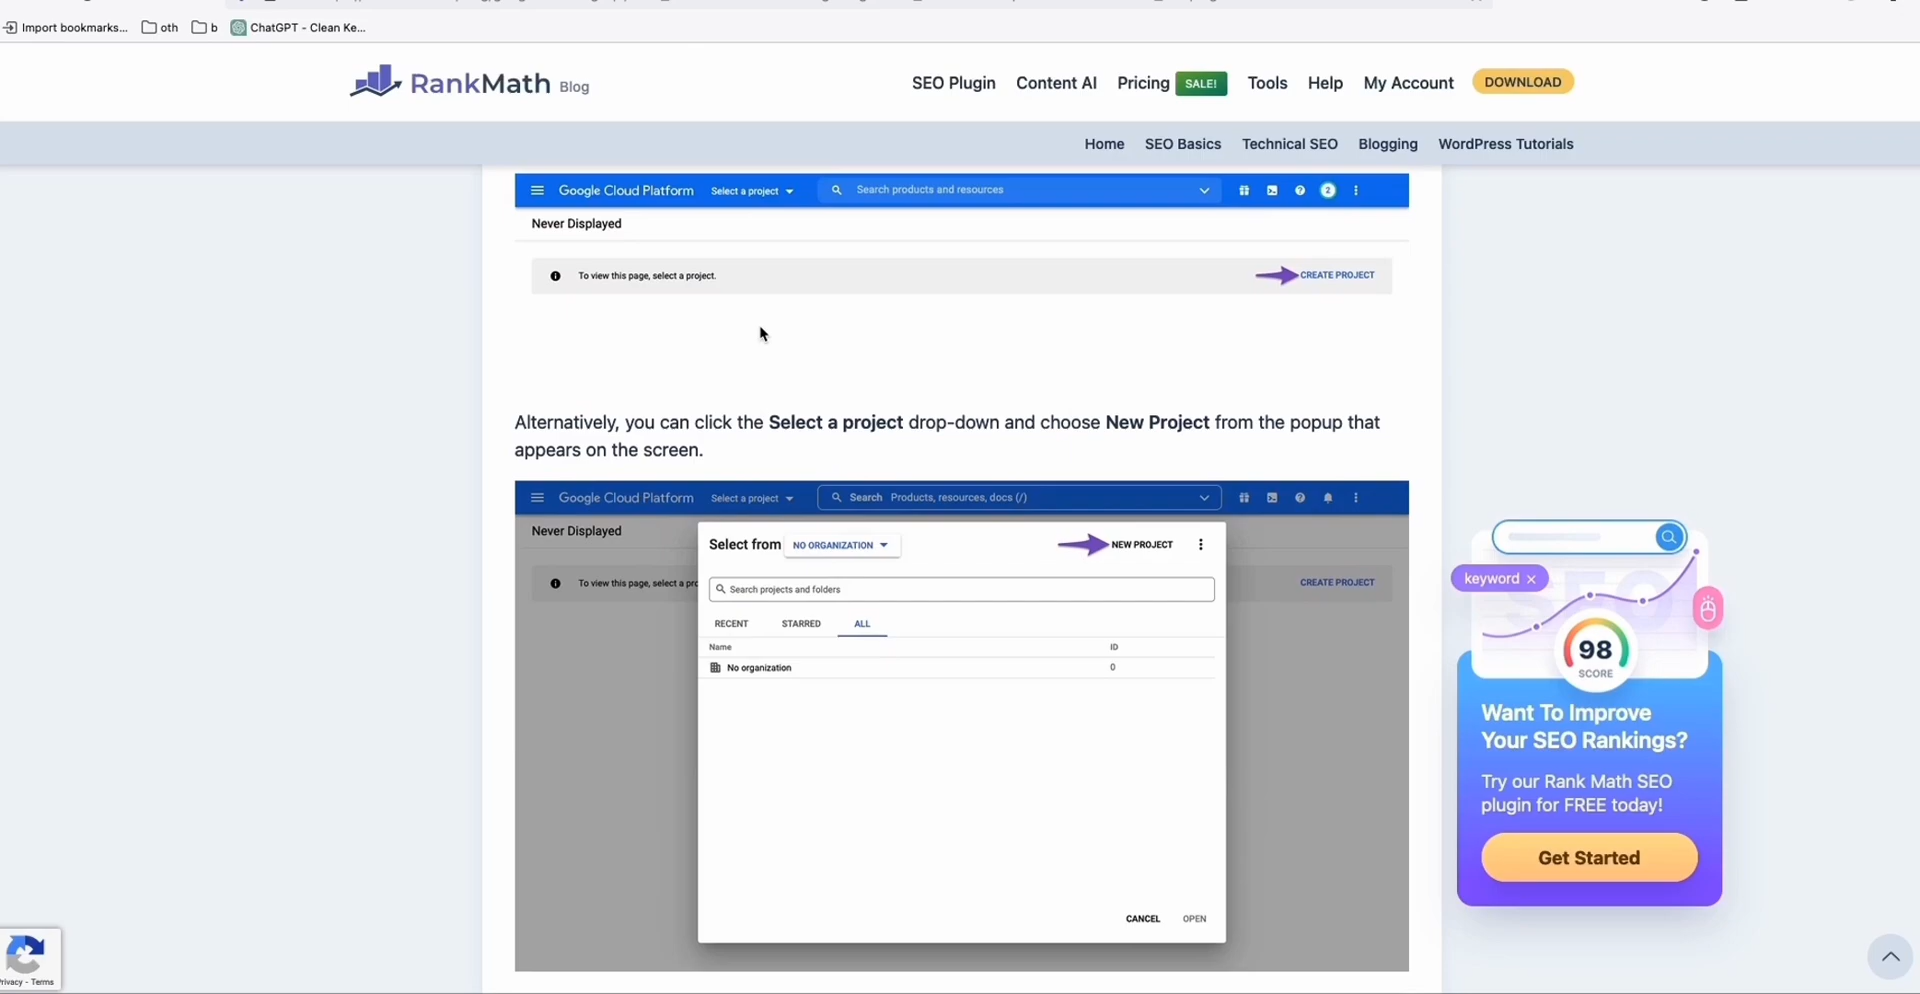 Import bookmarks... oth b ChatGPT - Clean Ke...
RankMath Blog
SEO Plugin Content AI Pricing SALE! Tools Help My Account DOWNLOAD
Home SEO Basics Technical SEO Blogging WordPress Tutorials
Google Cloud Platform Select a project Search products and resources 2
Never Displayed
To view this page, select a project. CREATE PROJECT
Alternatively, you can click the Select a project drop-down and choose New Project from the popup that
appears on the screen.
Google Cloud Platform Select a project Search Products, resources, docs (/)
Never Displayed
Select from NO ORGANIZATION NEW PROJECT
To view this page, select a pro CREATE PROJECT
Search projects and folders
RECENT STARRED ALL
Name ID
No organization 0
CANCEL OPEN
keyword
98
SCORE
Want To Improve
Your SEO Rankings?
Try our Rank Math SEO
plugin for FREE today!
Get Started
Privacy - Terms